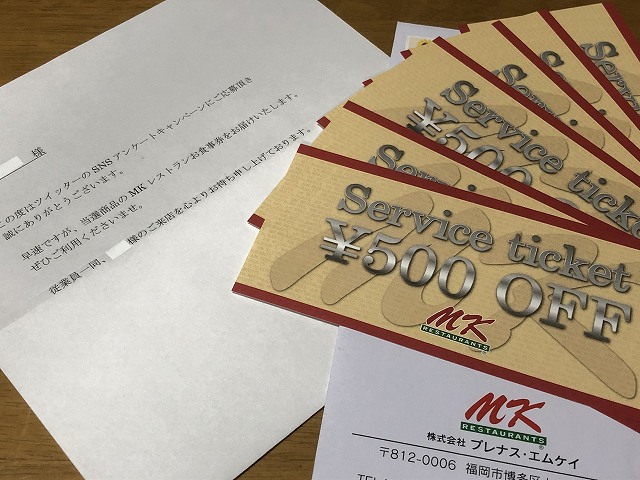 様
この度はツイッターのSNSアンケートキャンペーンにご応募頂き
誠にありがとうございます。
早速ですが、当選商品のMKレストランお食事券をお届けいたします。
ぜひご利用くださいませ。
従業員一同、 様のご来店を心よりお待ち申し上げております。
Service ticket
¥500
Service ticket
¥500 OFF
MK
RESTAURANTS
MK
RESTAURANTS
株式会社 プレナス・エムケイ
〒812-0006 福岡市博多区